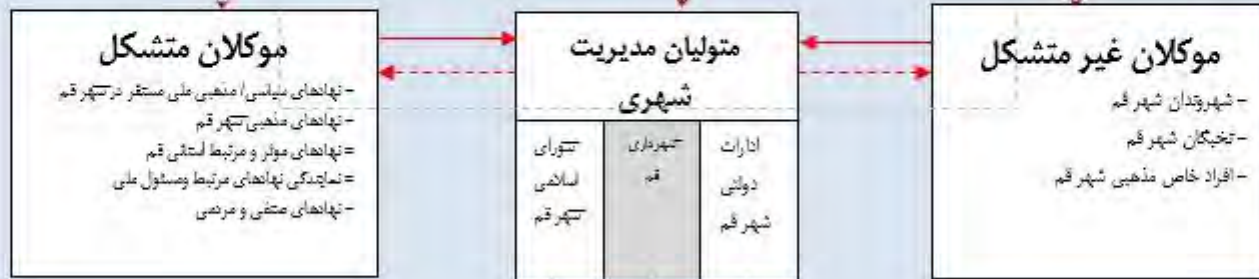 موکلان غیر متشکل
- شهروندان شهر قم
- نخبگان شهر قم
- افراد خاص مذهبی شهر قم
متولیان مدیریت
شهری
ادارات
دولتی
شهر قم
شهرداری
قم
شورای
اسلامی
شهر قم
موکلان متشکل
- نهادهای سیاسی/ مذهبی ملی مستقر در شهر قم
- نهادهای مذهبی شهر قم
= نهادهای موثر و مرتبط استانی قم
= نمایندگی نهادهای مرتبط ومسئول ملی
- نهادهای صنفی و مردمی